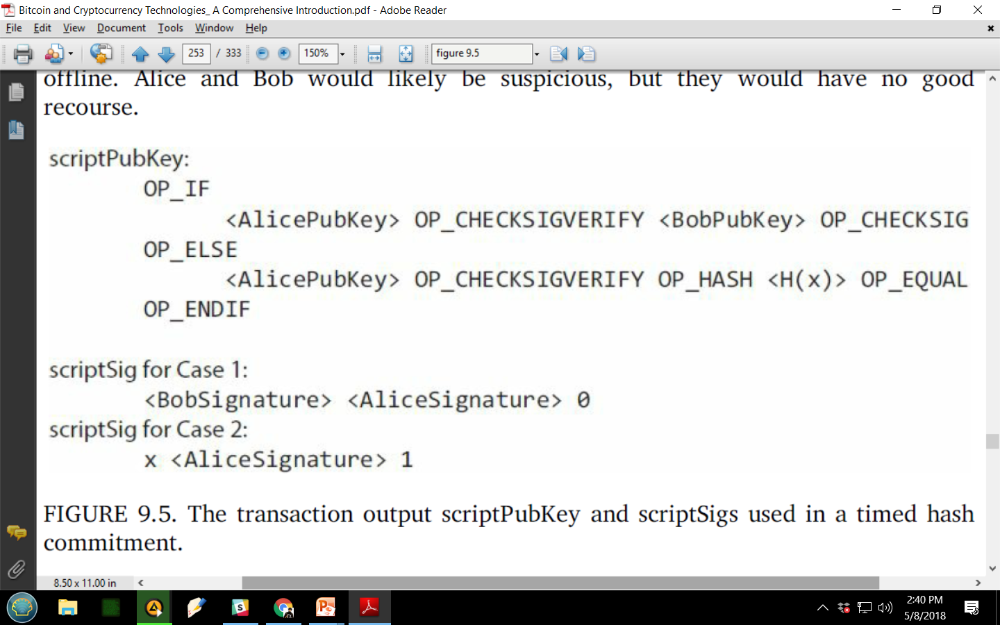 Bitcoin and Cryptocurrency Technologies_ A Comprehensive Introduction.pdf - Adobe Reader
File Edit View Document Tools Window Help
253 / 333 150% figure 9.5
offline. Alice and Bob would likely be suspicious, but they would have no good
recourse.
scriptPubKey:
OP_IF
<AlicePubKey> OP_CHECKSIGVERIFY <BobPubKey> OP_CHECKSIG
OP_ELSE
<AlicePubKey> OP_CHECKSIGVERIFY OP_HASH <H(x)> OP_EQUAL
OP_ENDIF
scriptSig for Case 1:
<BobSignature> <AliceSignature> 0
scriptSig for Case 2:
x <AliceSignature> 1
FIGURE 9.5. The transaction output scriptPubKey and scriptSigs used in a timed hash
commitment.
8.50 x 11.00 in
2:40 PM
5/8/2018